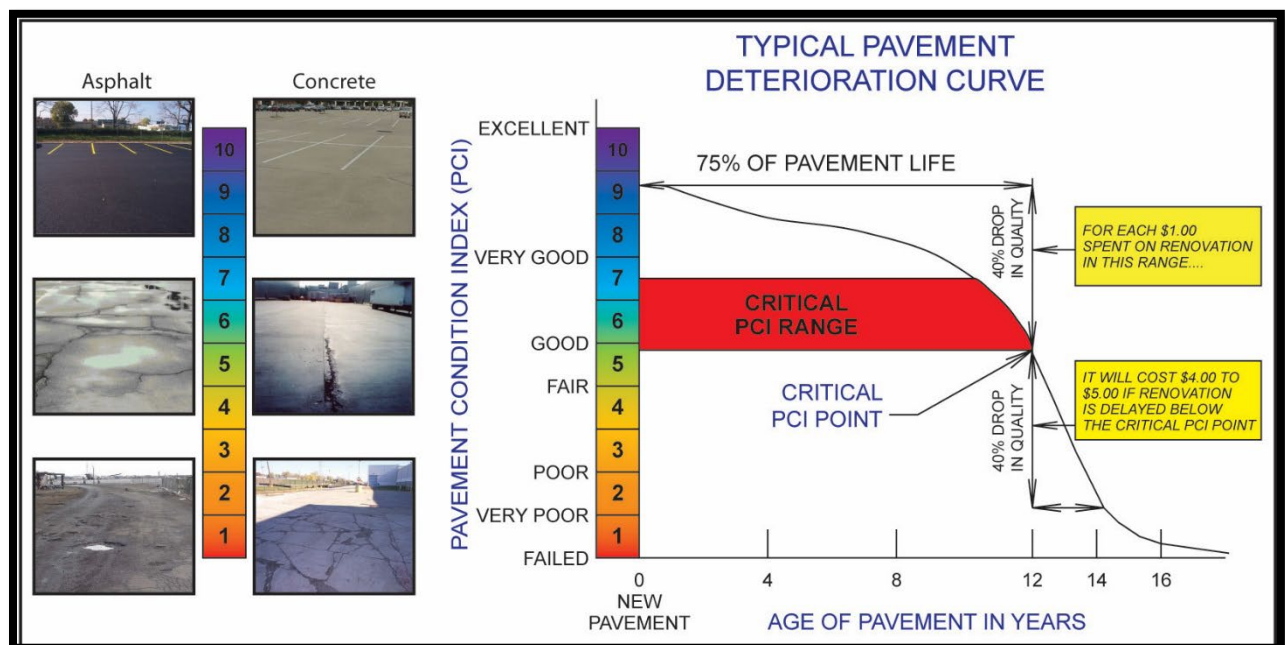 TYPICAL PAVEMENT
DETERIORATION CURVE
Asphalt
Concrete
10
9
8
7
6
5
4
3
2
1
PAVEMENT CONDITION INDEX (PCI)
EXCELLENT
VERY GOOD
GOOD
FAIR
POOR
VERY POOR
FAILED
10
9
8
7
6
5
4
3
2
1
75% OF PAVEMENT LIFE
CRITICAL
PCI RANGE
40% DROP
IN QUALITY
FOR EACH $1.00
SPENT ON RENOVATION
IN THIS RANGE....
CRITICAL
PCI POINT
40% DROP
IN QUALITY
IT WILL COST $4.00 TO
$5.00 IF RENOVATION
IS DELAYED BELOW
THE CRITICAL PCI POINT
0
4
8
12
14
16
NEW
PAVEMENT
AGE OF PAVEMENT IN YEARS